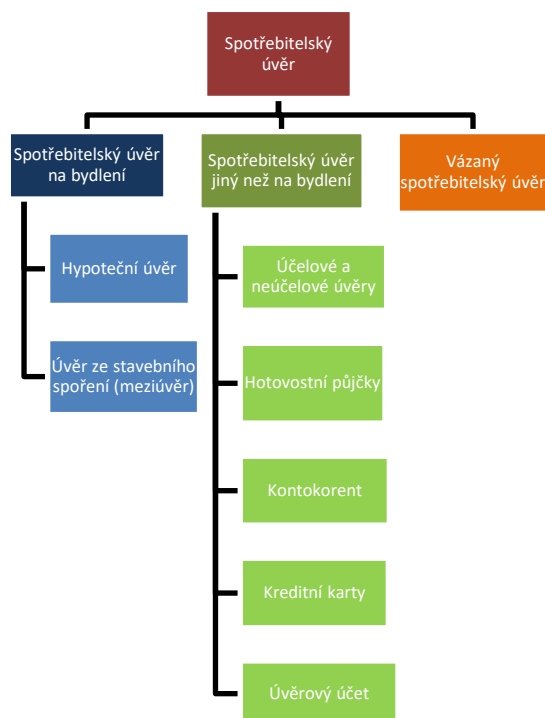 Spotřebitelský
úvěr
Spotřebitelský úvěr
na bydlení
Spotřebitelský úvěr
jiný než na bydlení
Vázaný
spotřebitelský úvěr
Hypoteční úvěr
Úvěr ze stavebního
spoření (meziúvěr)
Účelové a
neúčelové úvěry
Hotovostní půjčky
Kontokorent
Kreditní karty
Úvěrový účet